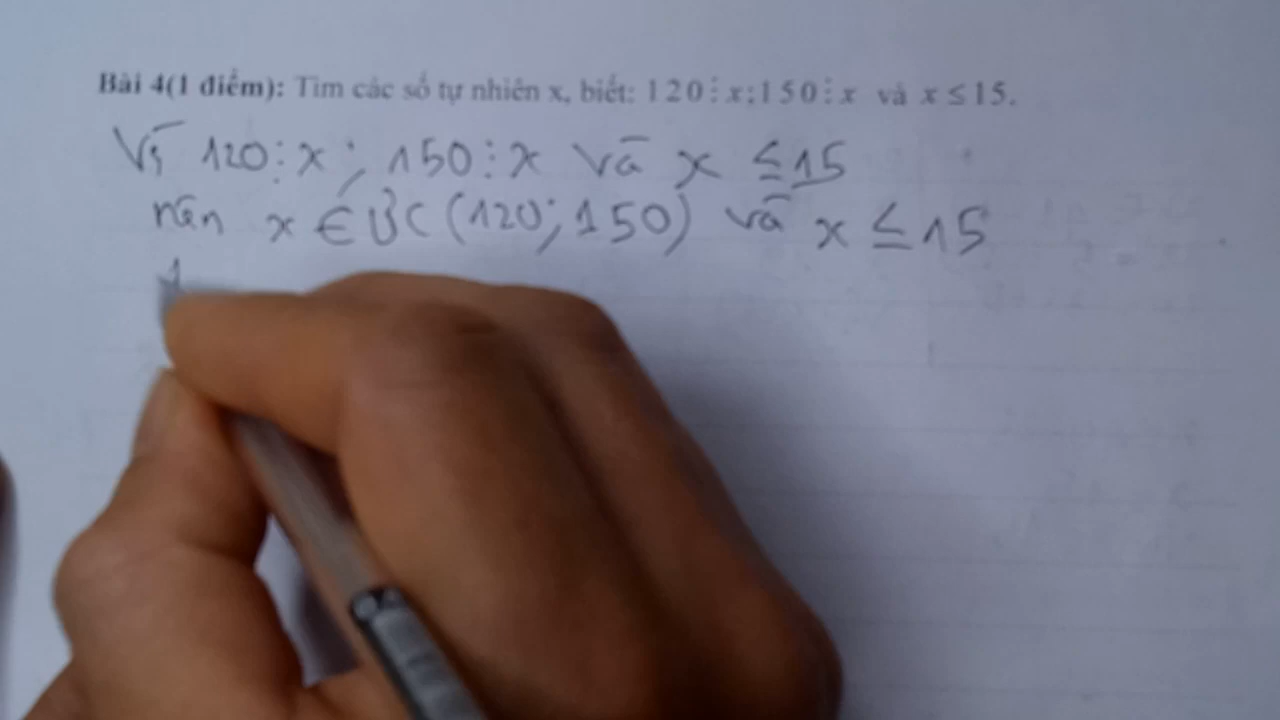 Bài 4(1 điểm): Tìm các số tự nhiên x, biết: 120⋮x;150⋮x và x ≤ 15.
Vì 120⋮x; 150⋮x và x ≤ 15
nên x ∈ ƯC (120; 150) và x ≤ 15
1